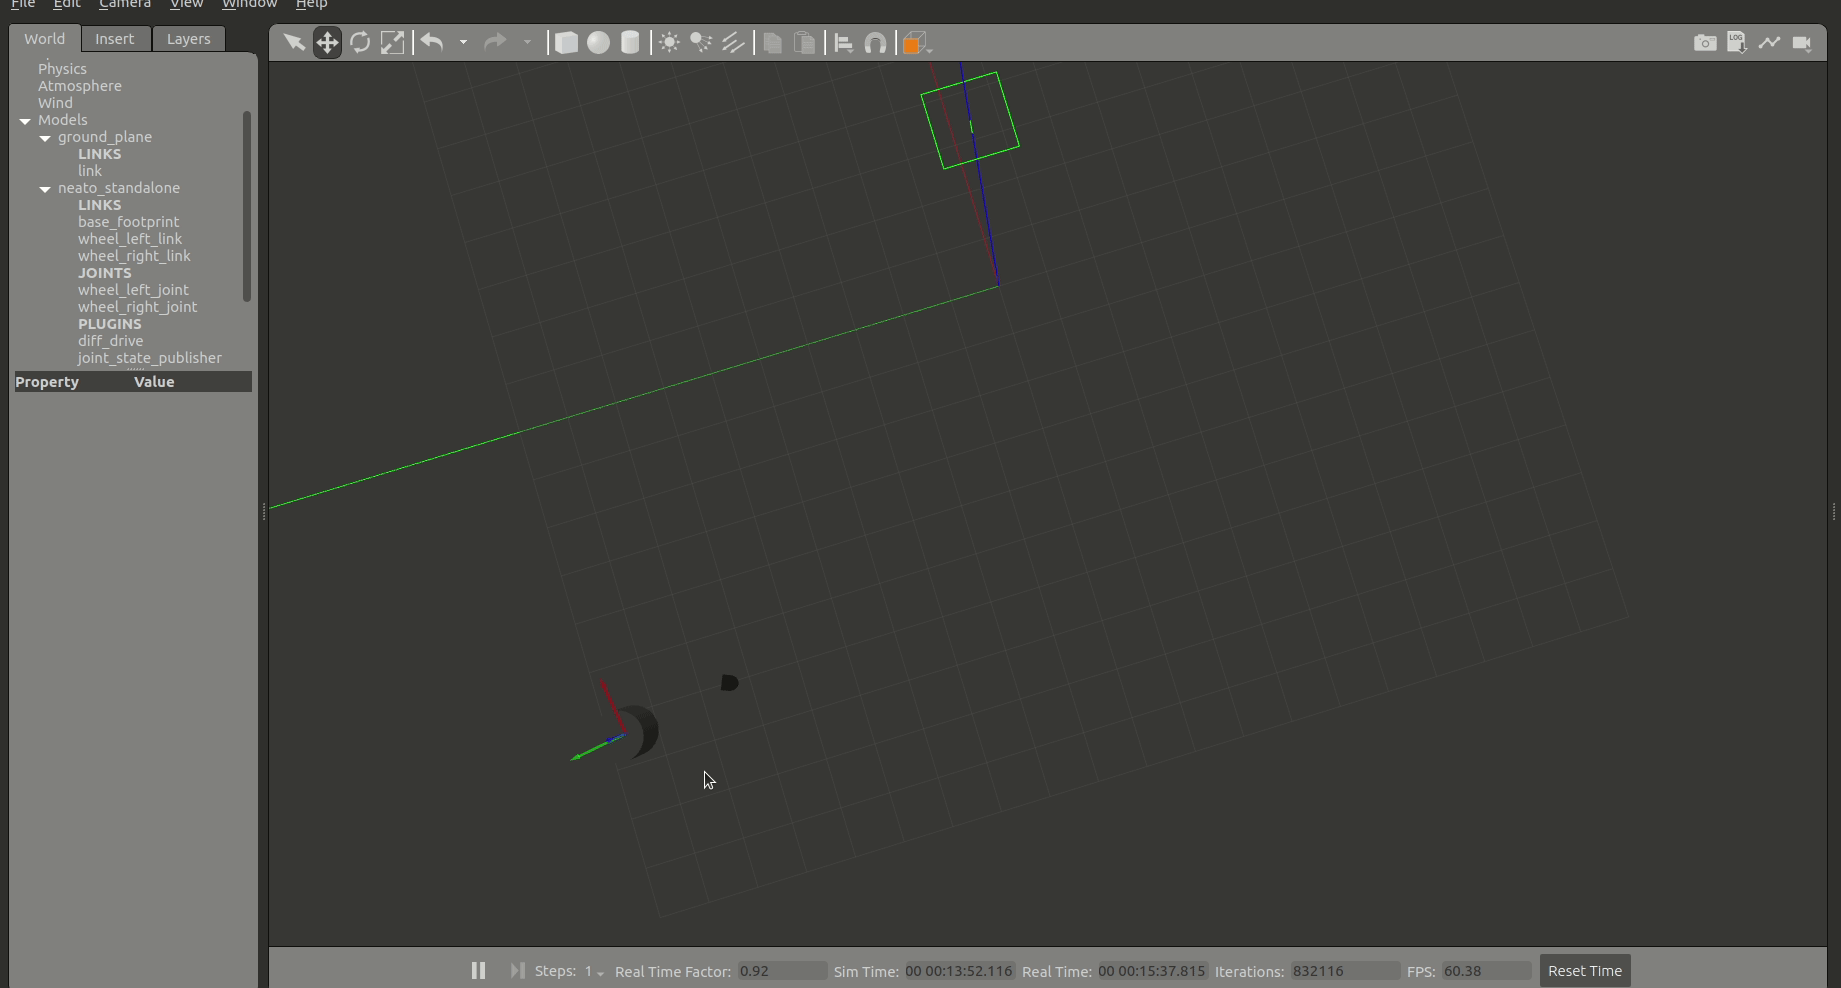 File Edit Camera View Window Help
World Insert Layers
LOG
Physics
Atmosphere
Wind
Models
ground_plane
LINKS
link
neato_standalone
LINKS
base_footprint
wheel_left_link
wheel_right_link
JOINTS
wheel_left_joint
wheel_right_joint
PLUGINS
diff_drive
joint_state_publisher
Property Value
Steps: 1 Real Time Factor: 0.92 Sim Time: 00 00:13:52.116 Real Time: 00 00:15:37.815 Iterations: 832116 FPS: 60.38 Reset Time